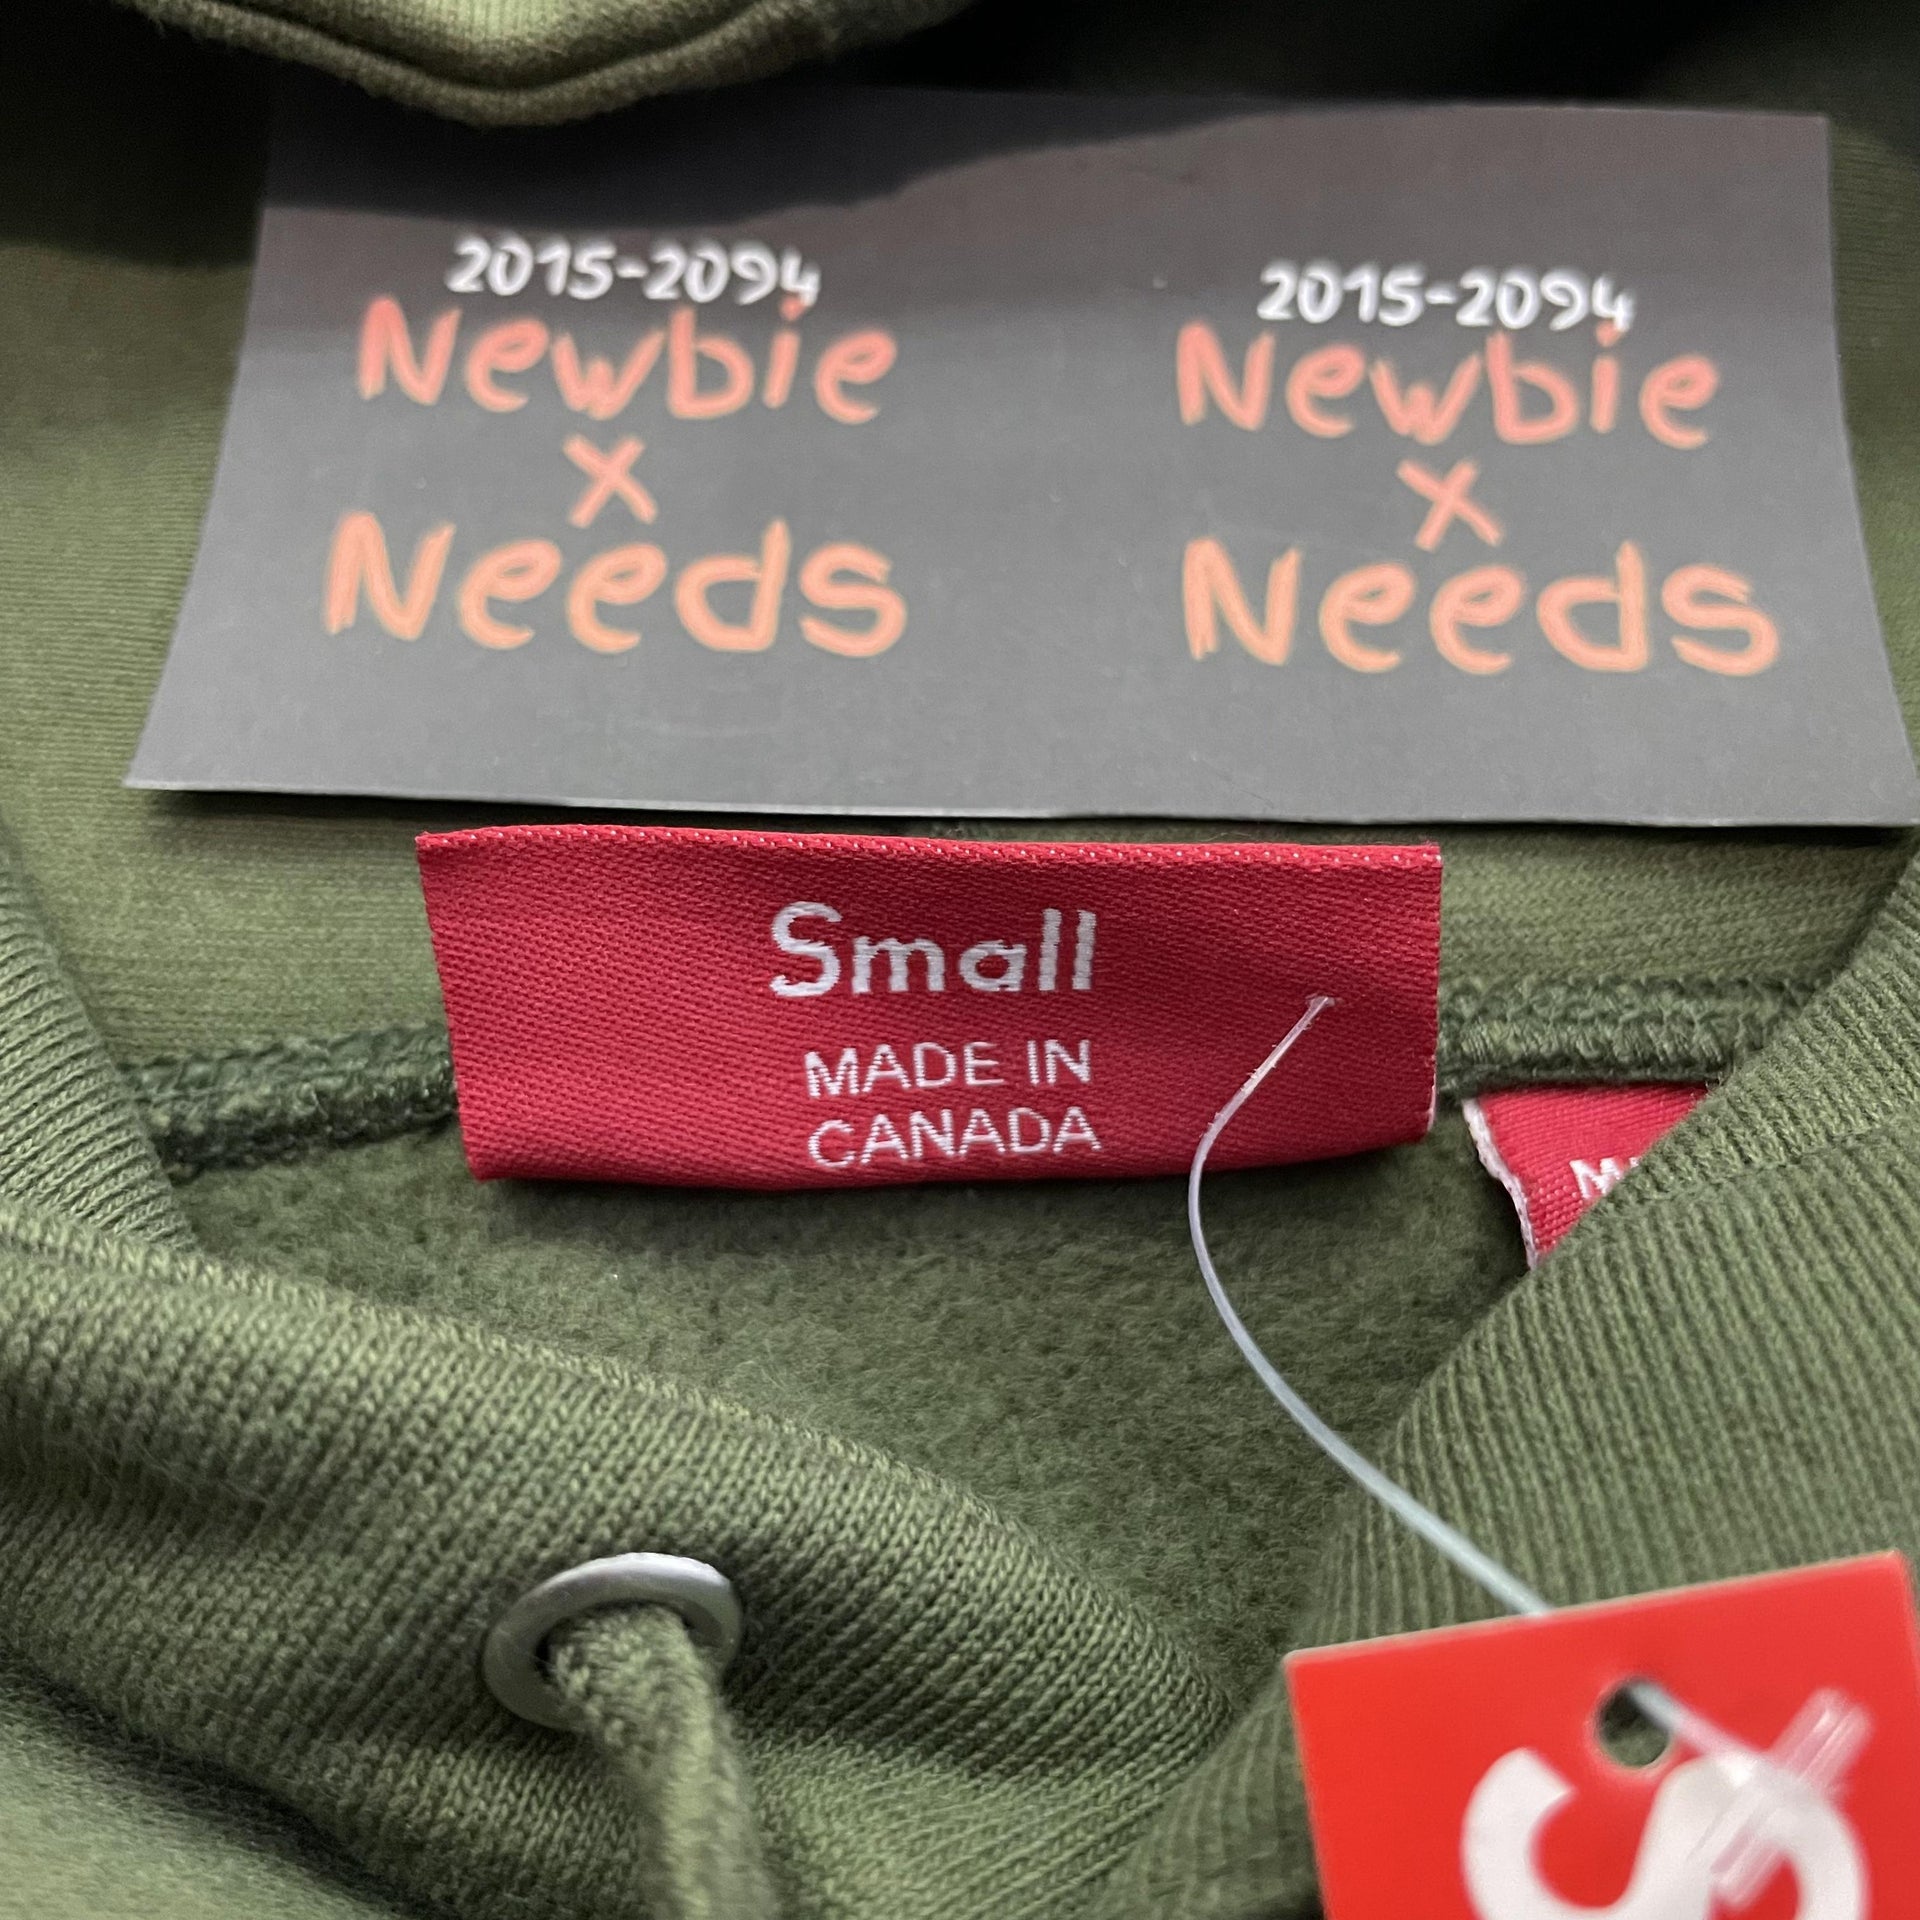 2015-2094
Newbie
x
Needs
2015-2094
Newbie
x
Needs
Small
MADE IN
CANADA
S